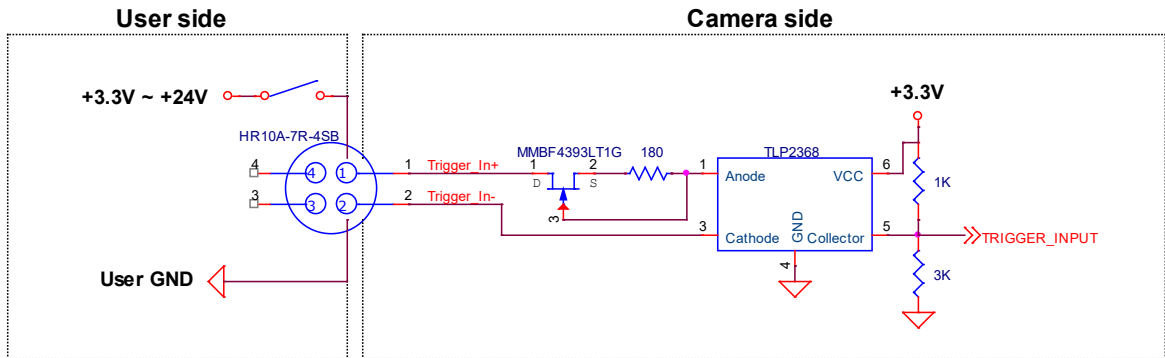 User side
Camera side
+3.3V ~ +24V
+3.3V
HR10A-7R-4SB
MMBF4393LT1G
180
TLP2368
4
4
1
1
Trigger_In+
1
D
2
S
3
1
Anode
VCC
6
1K
3
3
2
2
Trigger_In-
3
Cathode
GND
4
Collector
5
TRIGGER_INPUT
3K
User GND